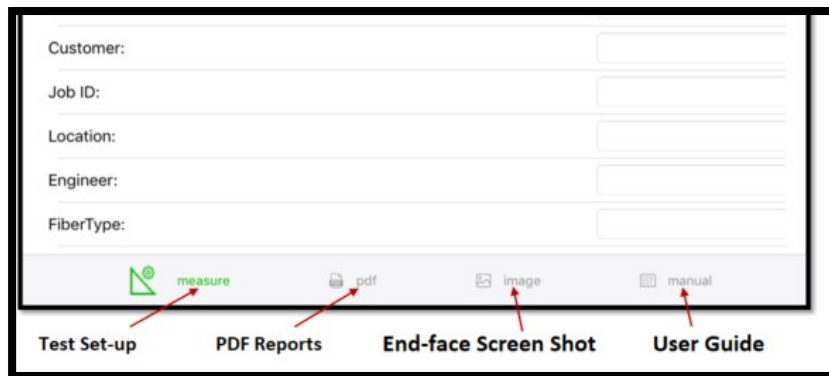 Customer:
Job ID:
Location:
Engineer:
FiberType:
measure pdf image manual
Test Set-up PDF Reports End-face Screen Shot User Guide